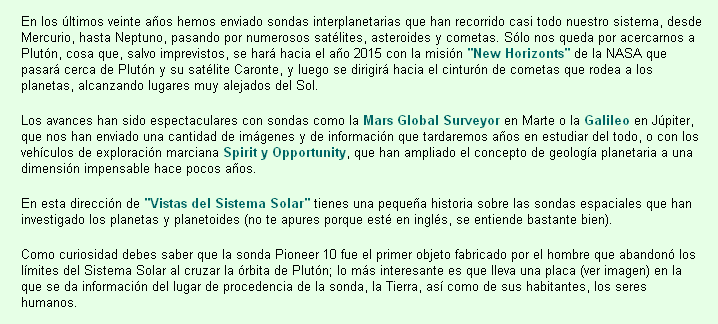 En los últimos veinte años hemos enviado sondas interplanetarias que han recorrido casi todo nuestro sistema, desde
Mercurio, hasta Neptuno, pasando por numerosos satélites, asteroides y cometas. Sólo nos queda por acercarnos a
Plutón, cosa que, salvo imprevistos, se hará hacia el año 2015 con la misión "New Horizonts" de la NASA que
pasará cerca de Plutón y su satélite Caronte, y luego se dirigirá hacia el cinturón de cometas que rodea a los
planetas, alcanzando lugares muy alejados del Sol.
Los avances han sido espectaculares con sondas como la Mars Global Surveyor en Marte o la Galileo en Júpiter,
que nos han enviado una cantidad de imágenes y de información que tardaremos años en estudiar del todo, o con los
vehículos de exploración marciana Spirit y Opportunity, que han ampliado el concepto de geología planetaria a una
dimensión impensable hace pocos años.
En esta dirección de "Vistas del Sistema Solar" tienes una pequeña historia sobre las sondas espaciales que han
investigado los planetas y planetoides (no te apures porque esté en inglés, se entiende bastante bien).
Como curiosidad debes saber que la sonda Pioneer 10 fue el primer objeto fabricado por el hombre que abandonó los
límites del Sistema Solar al cruzar la órbita de Plutón; lo más interesante es que lleva una placa (ver imagen) en la
que se da información del lugar de procedencia de la sonda, la Tierra, así como de sus habitantes, los seres
humanos.